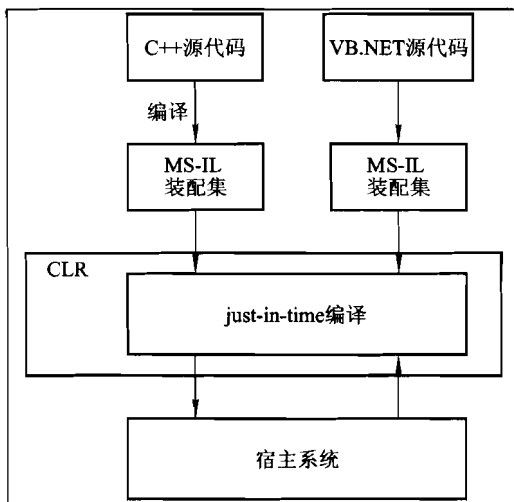 C++源代码
VB.NET源代码
编译
MS-IL
装配集
MS-IL
装配集
CLR
just-in-time编译
宿主系统